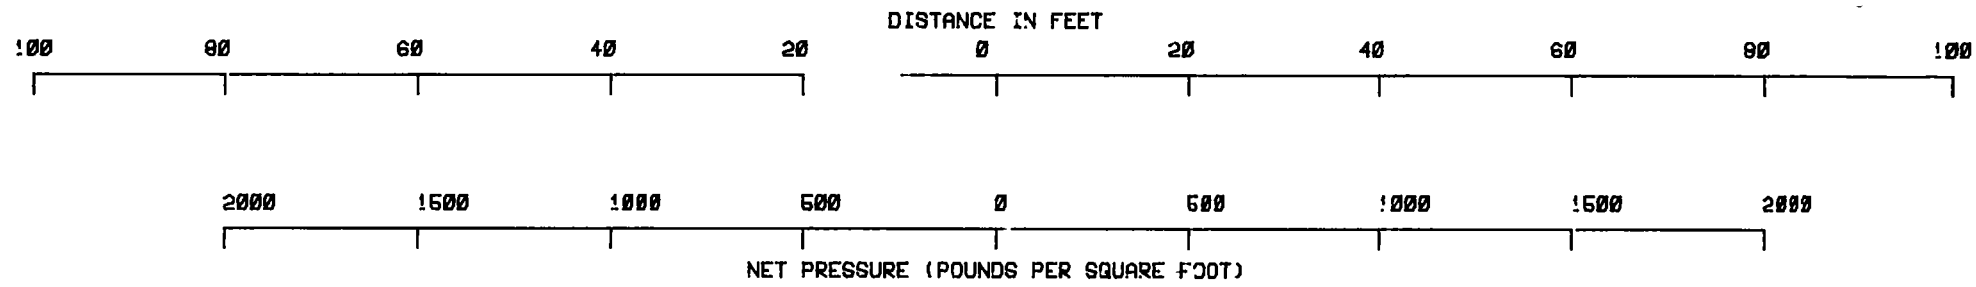 DISTANCE IN FEET
100 80 60 40 20 0 20 40 60 80 100
2000 1500 1000 500 0 500 1000 1500 2000
NET PRESSURE (POUNDS PER SQUARE FOOT)